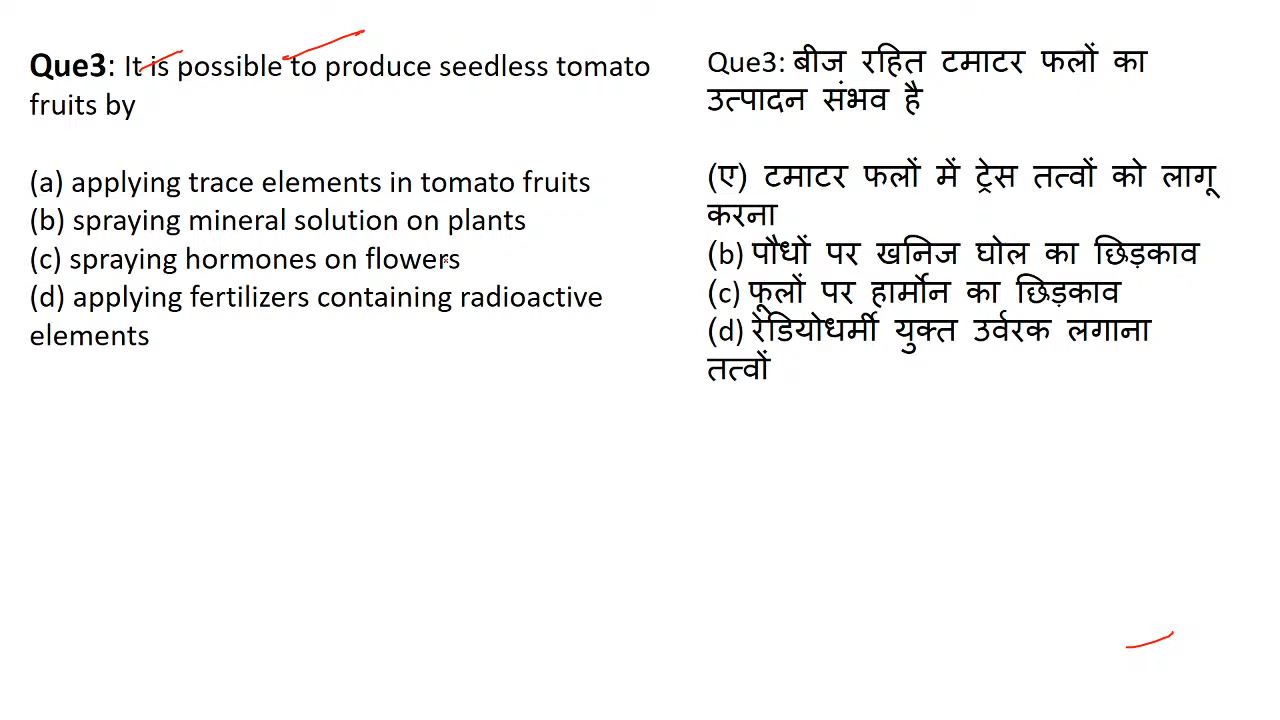 Que3: It is possible to produce seedless tomato
fruits by
(a) applying trace elements in tomato fruits
(b) spraying mineral solution on plants
(c) spraying hormones on flowers
(d) applying fertilizers containing radioactive
elements
Que3: बीज रहित टमाटर फलों का
उत्पादन संभव है
(ए) टमाटर फलों में ट्रेस तत्वों को लागू
करना
(b) पौधों पर खनिज घोल का छिड़काव
(c) फूलों पर हार्मोन का छिड़काव
(d) रेडियोधर्मी युक्त उर्वरक लगाना
तत्वों